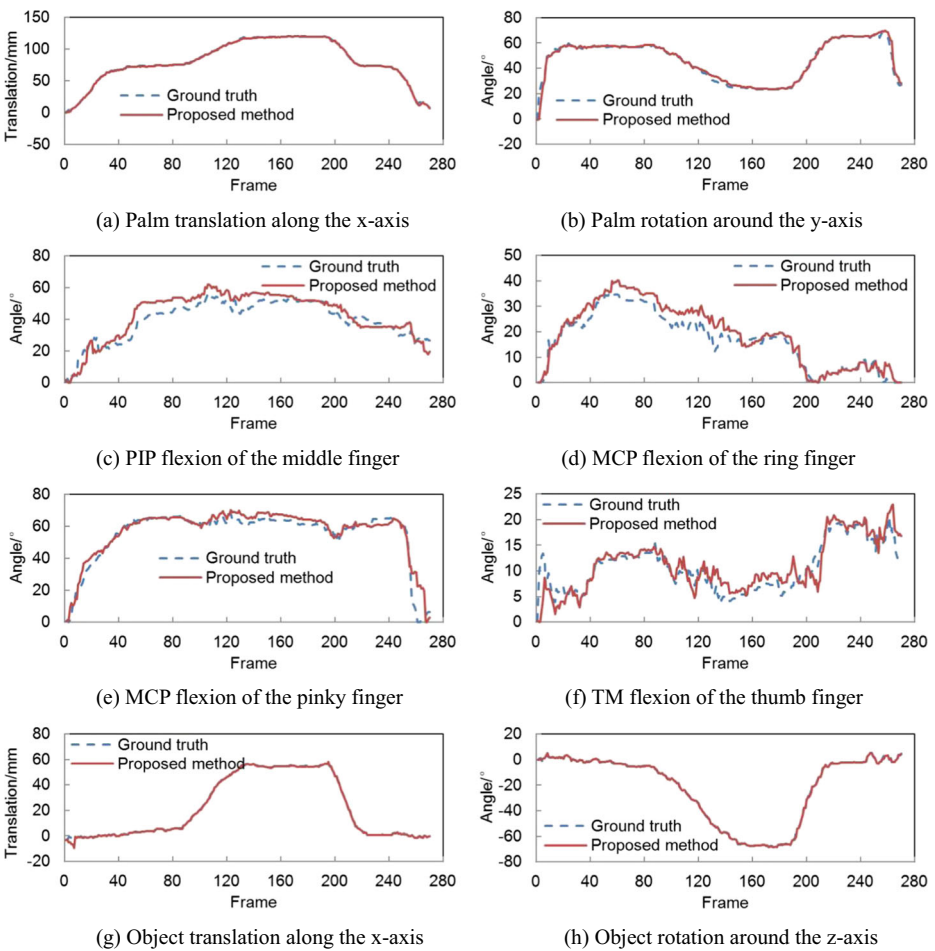 150
100
50
0
-50
Translation/mm
Ground truth
Proposed method
0 40 80 120 160 200 240 280
Frame
(a) Palm translation along the x-axis
80
60
40
20
0
-20
Angle/°
Ground truth
Proposed method
0 40 80 120 160 200 240 280
Frame
(b) Palm rotation around the y-axis
80
60
40
20
0
Angle/°
Ground truth
Proposed method
0 40 80 120 160 200 240 280
Frame
(c) PIP flexion of the middle finger
50
40
30
20
10
0
Angle/°
Ground truth
Proposed method
0 40 80 120 160 200 240 280
Frame
(d) MCP flexion of the ring finger
80
60
40
20
0
Angle/°
Ground truth
Proposed method
0 40 80 120 160 200 240 280
Frame
(e) MCP flexion of the pinky finger
25
20
15
10
5
0
Angle/°
Ground truth
Proposed method
0 40 80 120 160 200 240 280
Frame
(f) TM flexion of the thumb finger
80
60
40
20
0
-20
Translation/mm
Ground truth
Proposed method
0 40 80 120 160 200 240 280
Frame
(g) Object translation along the x-axis
20
0
-20
-40
-60
-80
Angle/°
Ground truth
Proposed method
0 40 80 120 160 200 240 280
Frame
(h) Object rotation around the z-axis